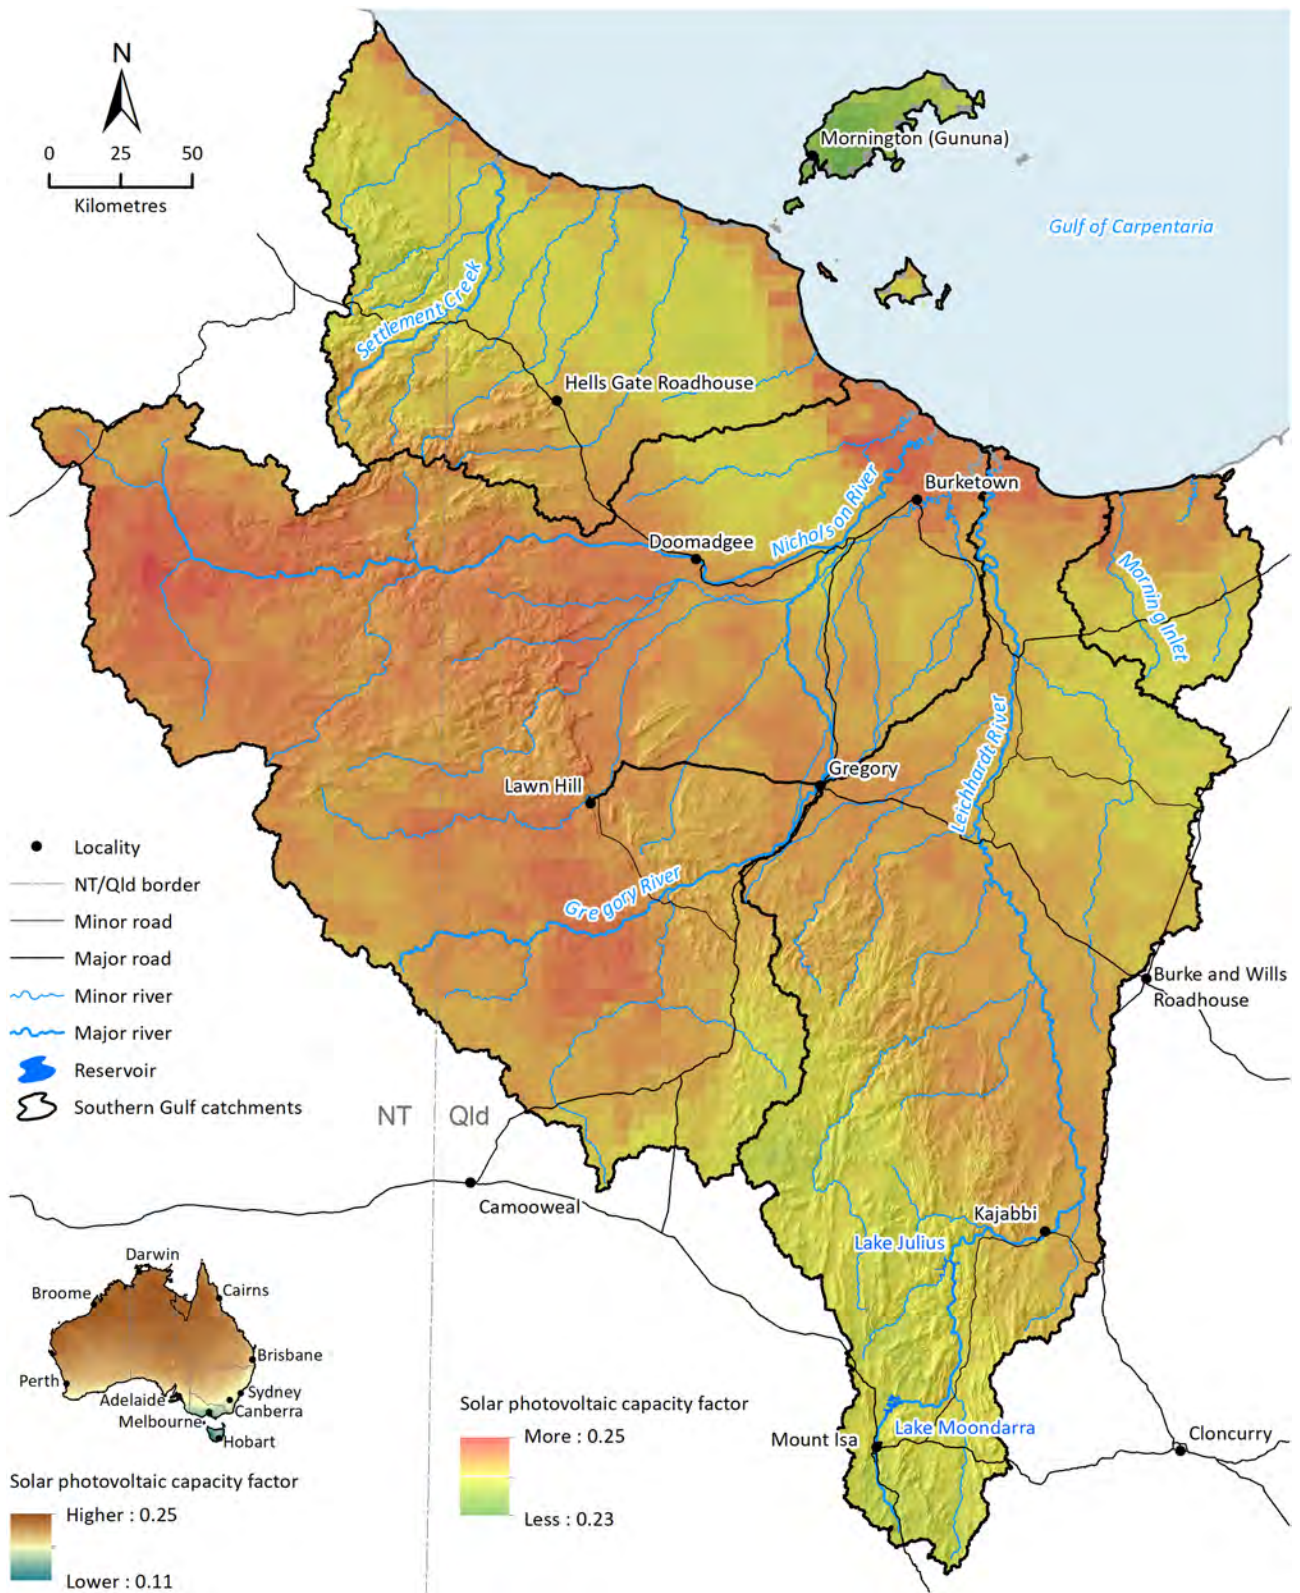 N
0 25 50
Kilometres
Mornington (Gununa)
Gulf of Carpentaria
Settlement Creek
Hells Gate Roadhouse
Burketown
Nicholson River
Doomadgee
Morning Inlet
Leichhardt River
Gregory
Lawn Hill
Gregory River
Burke and Wills
Roadhouse
Locality
NT/Qld border
Minor road
Major road
Minor river
Major river
Reservoir
Southern Gulf catchments
NT Qld
Camooweal
Kajabbi
Lake Julius
Lake Moondarra
Mount Isa
Cloncurry
Darwin
Broome
Cairns
Brisbane
Perth
Adelaide
Sydney
Canberra
Melbourne
Hobart
Solar photovoltaic capacity factor
Higher : 0.25
Lower : 0.11
Solar photovoltaic capacity factor
More : 0.25
Less : 0.23